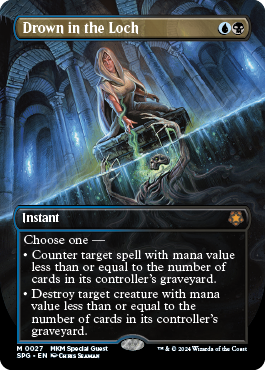 Drown in the Loch
Instant
Choose one —
• Counter target spell with mana value
less than or equal to the number of
cards in its controller's graveyard.
• Destroy target creature with mana
value less than or equal to the
number of cards in its controller's
graveyard.
M 0027 MKM Special Guest
SPG • EN Chris Seaman
™ & © 2024 Wizards of the Coast